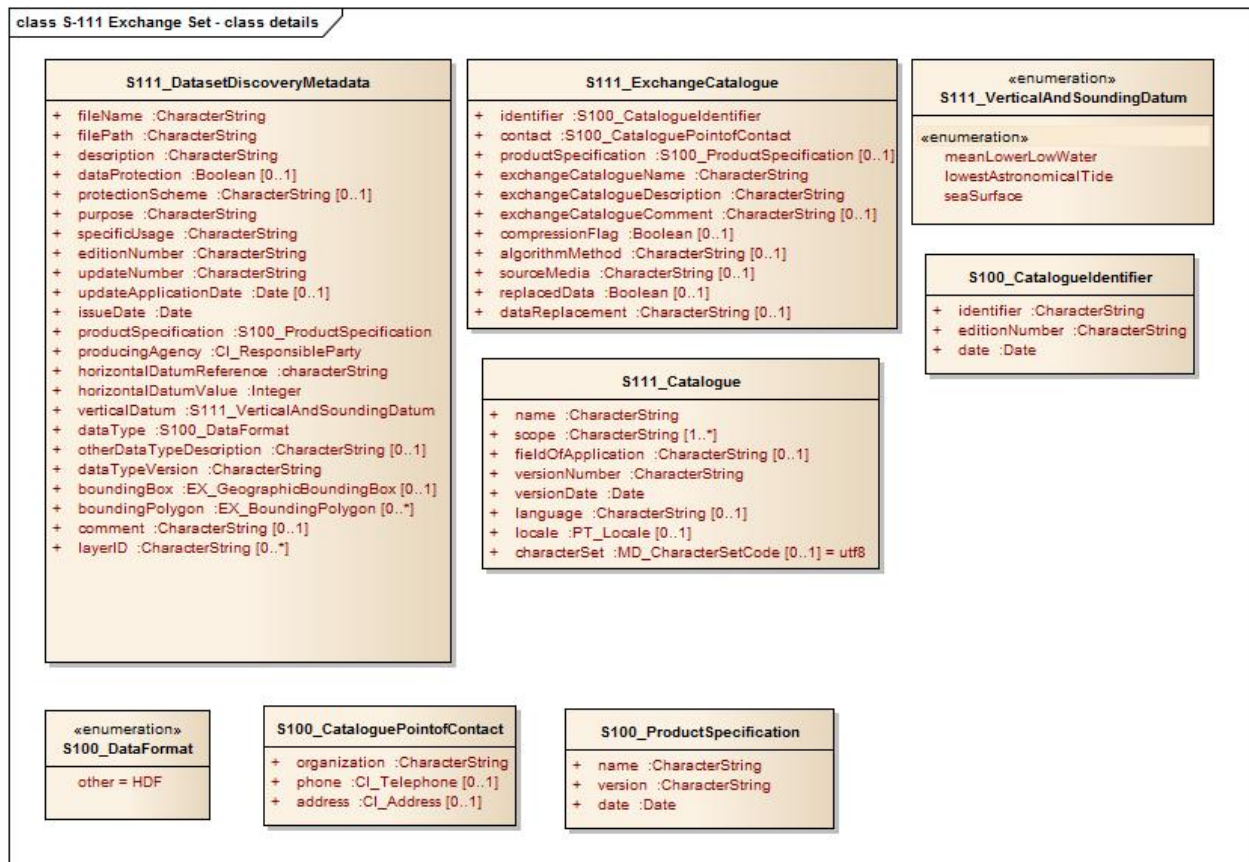 class S-111 Exchange Set - class details
S111_DatasetDiscoveryMetadata
+ fileName :CharacterString
+ filePath :CharacterString
+ description :CharacterString
+ dataProtection :Boolean [0..1]
+ protectionScheme :CharacterString [0..1]
+ purpose :CharacterString
+ specificUsage :CharacterString
+ editionNumber :CharacterString
+ updateNumber :CharacterString
+ updateApplicationDate :Date [0..1]
+ issueDate :Date
+ productSpecification :S100_ProductSpecification
+ producingAgency :CI_ResponsibleParty
+ horizontalDatumReference :characterString
+ horizontalDatumValue :Integer
+ verticalDatum :S111_VerticalAndSoundingDatum
+ dataType :S100_DataFormat
+ otherDataTypeDescription :CharacterString [0..1]
+ dataTypeVersion :CharacterString
+ boundingBox :EX_GeographicBoundingBox [0..1]
+ boundingPolygon :EX_BoundingPolygon [0..*]
+ comment :CharacterString [0..1]
+ layerID :CharacterString [0..*]
S111_ExchangeCatalogue
+ identifier :S100_CatalogueIdentifier
+ contact :S100_CataloguePointofContact
+ productSpecification :S100_ProductSpecification [0..1]
+ exchangeCatalogueName :CharacterString
+ exchangeCatalogueDescription :CharacterString
+ exchangeCatalogueComment :CharacterString [0..1]
+ compressionFlag :Boolean [0..1]
+ algorithmMethod :CharacterString [0..1]
+ sourceMedia :CharacterString [0..1]
+ replacedData :Boolean [0..1]
+ dataReplacement :CharacterString [0..1]
«enumeration»
S111_VerticalAndSoundingDatum
«enumeration»
meanLowerLowWater
lowestAstronomicalTide
seaSurface
S100_CatalogueIdentifier
+ identifier :CharacterString
+ editionNumber :CharacterString
+ date :Date
S111_Catalogue
+ name :CharacterString
+ scope :CharacterString [1..*]
+ fieldOfApplication :CharacterString [0..1]
+ versionNumber :CharacterString
+ versionDate :Date
+ language :CharacterString [0..1]
+ locale :PT_Locale [0..1]
+ characterSet :MD_CharacterSetCode [0..1] = utf8
«enumeration»
S100_DataFormat
other = HDF
S100_CataloguePointofContact
+ organization :CharacterString
+ phone :CI_Telephone [0..1]
+ address :CI_Address [0..1]
S100_ProductSpecification
+ name :CharacterString
+ version :CharacterString
+ date :Date